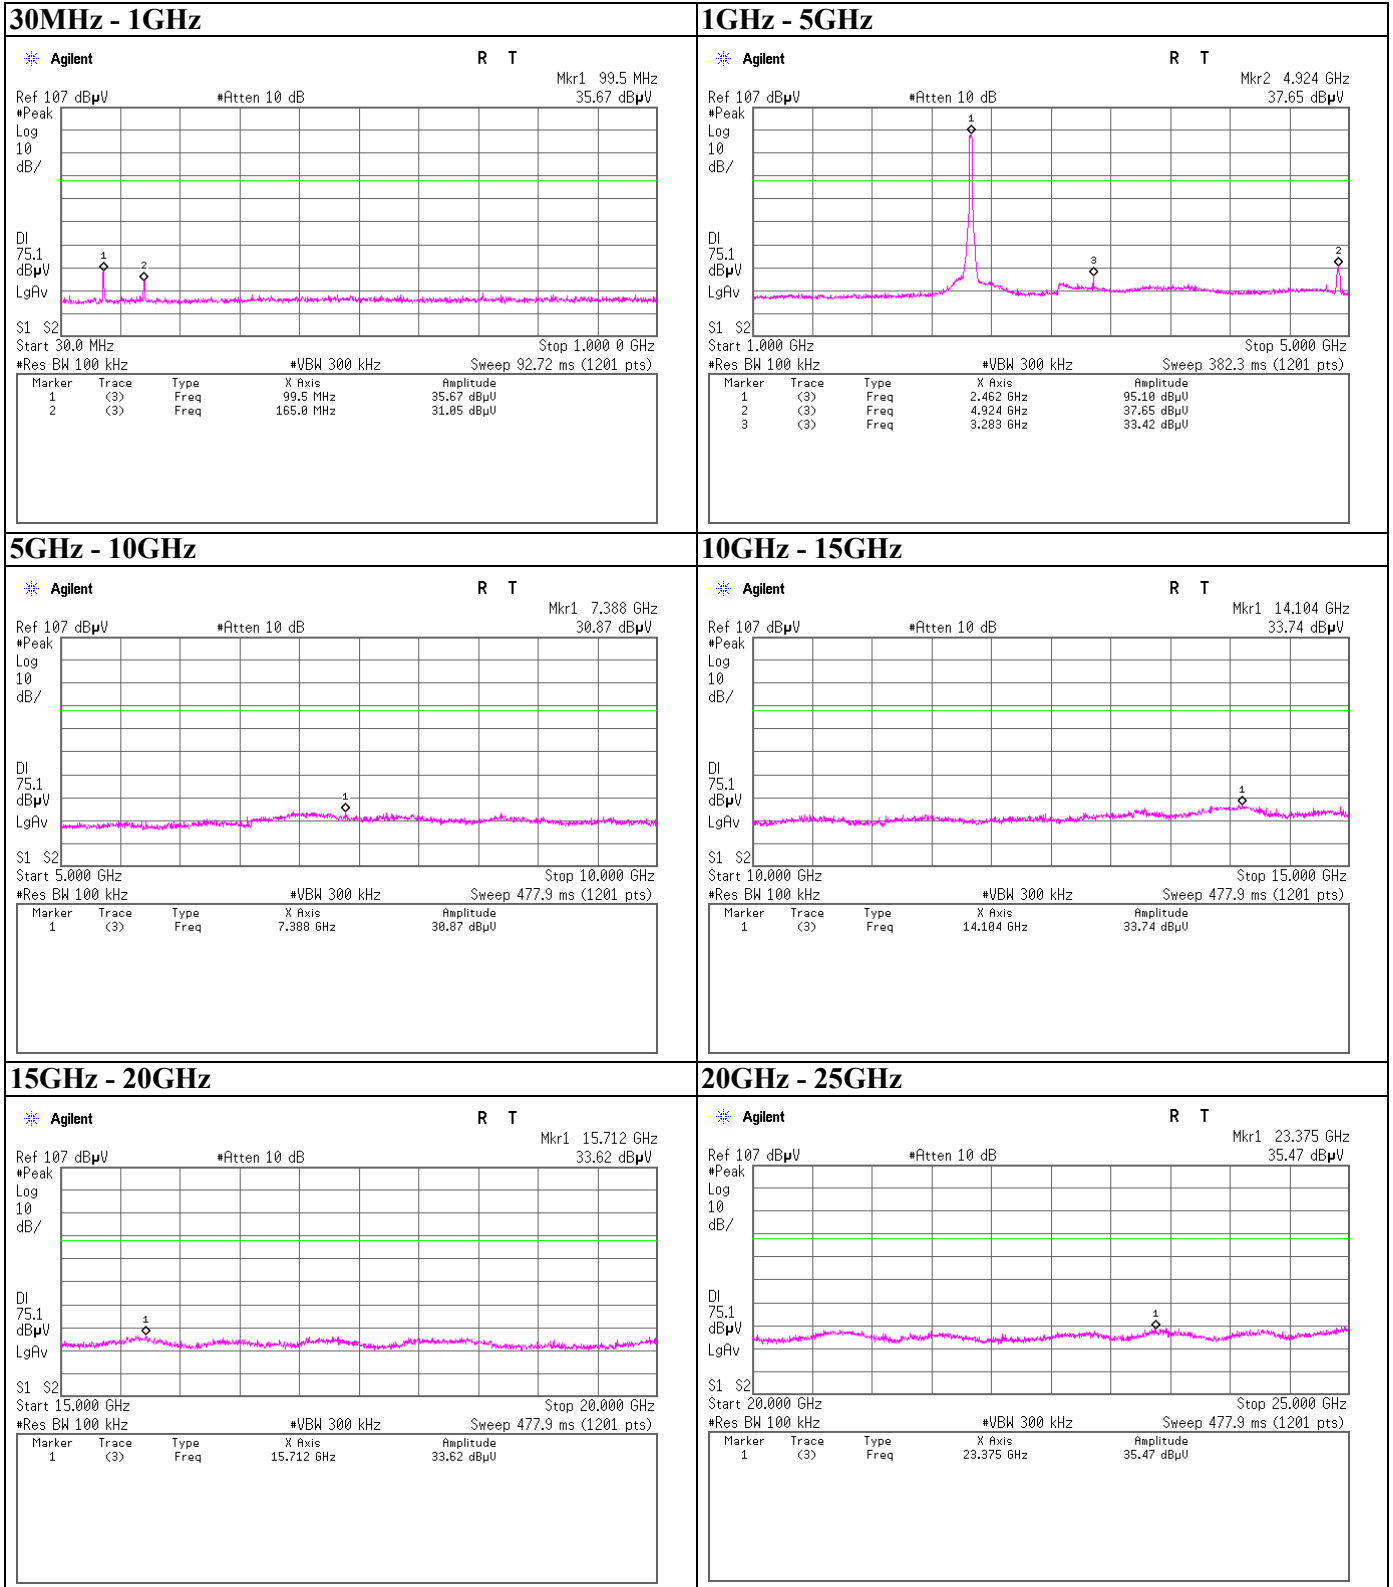 30MHz - 1GHz
Agilent
R T
Mkr1 99.5 MHz
Ref 107 dBµV #Atten 10 dB 35.67 dBµV
#Peak
Log
10
dB/
DI
75.1
dBµV
LgAv
S1 S2
1
2
Start 30.0 MHz Stop 1.000 0 GHz
#Res BW 100 kHz #VBW 300 kHz Sweep 92.72 ms (1201 pts)
Marker Trace Type X Axis Amplitude
1 (3) Freq 99.5 MHz 35.67 dBµV
2 (3) Freq 165.0 MHz 31.05 dBµV
1GHz - 5GHz
Agilent
R T
Mkr2 4.924 GHz
Ref 107 dBµV #Atten 10 dB 37.65 dBµV
#Peak
Log
10
dB/
DI
75.1
dBµV
LgAv
S1 S2
1
3
2
Start 1.000 GHz Stop 5.000 GHz
#Res BW 100 kHz #VBW 300 kHz Sweep 382.3 ms (1201 pts)
Marker Trace Type X Axis Amplitude
1 (3) Freq 2.462 GHz 95.10 dBµV
2 (3) Freq 4.924 GHz 37.65 dBµV
3 (3) Freq 3.283 GHz 33.42 dBµV
5GHz - 10GHz
Agilent
R T
Mkr1 7.388 GHz
Ref 107 dBµV #Atten 10 dB 30.87 dBµV
#Peak
Log
10
dB/
DI
75.1
dBµV
LgAv
S1 S2
1
Start 5.000 GHz Stop 10.000 GHz
#Res BW 100 kHz #VBW 300 kHz Sweep 477.9 ms (1201 pts)
Marker Trace Type X Axis Amplitude
1 (3) Freq 7.388 GHz 30.87 dBµV
10GHz - 15GHz
Agilent
R T
Mkr1 14.104 GHz
Ref 107 dBµV #Atten 10 dB 33.74 dBµV
#Peak
Log
10
dB/
DI
75.1
dBµV
LgAv
S1 S2
1
Start 10.000 GHz Stop 15.000 GHz
#Res BW 100 kHz #VBW 300 kHz Sweep 477.9 ms (1201 pts)
Marker Trace Type X Axis Amplitude
1 (3) Freq 14.104 GHz 33.74 dBµV
15GHz - 20GHz
Agilent
R T
Mkr1 15.712 GHz
Ref 107 dBµV #Atten 10 dB 33.62 dBµV
#Peak
Log
10
dB/
DI
75.1
dBµV
LgAv
S1 S2
1
Start 15.000 GHz Stop 20.000 GHz
#Res BW 100 kHz #VBW 300 kHz Sweep 477.9 ms (1201 pts)
Marker Trace Type X Axis Amplitude
1 (3) Freq 15.712 GHz 33.62 dBµV
20GHz - 25GHz
Agilent
R T
Mkr1 23.375 GHz
Ref 107 dBµV #Atten 10 dB 35.47 dBµV
#Peak
Log
10
dB/
DI
75.1
dBµV
LgAv
S1 S2
1
Start 20.000 GHz Stop 25.000 GHz
#Res BW 100 kHz #VBW 300 kHz Sweep 477.9 ms (1201 pts)
Marker Trace Type X Axis Amplitude
1 (3) Freq 23.375 GHz 35.47 dBµV